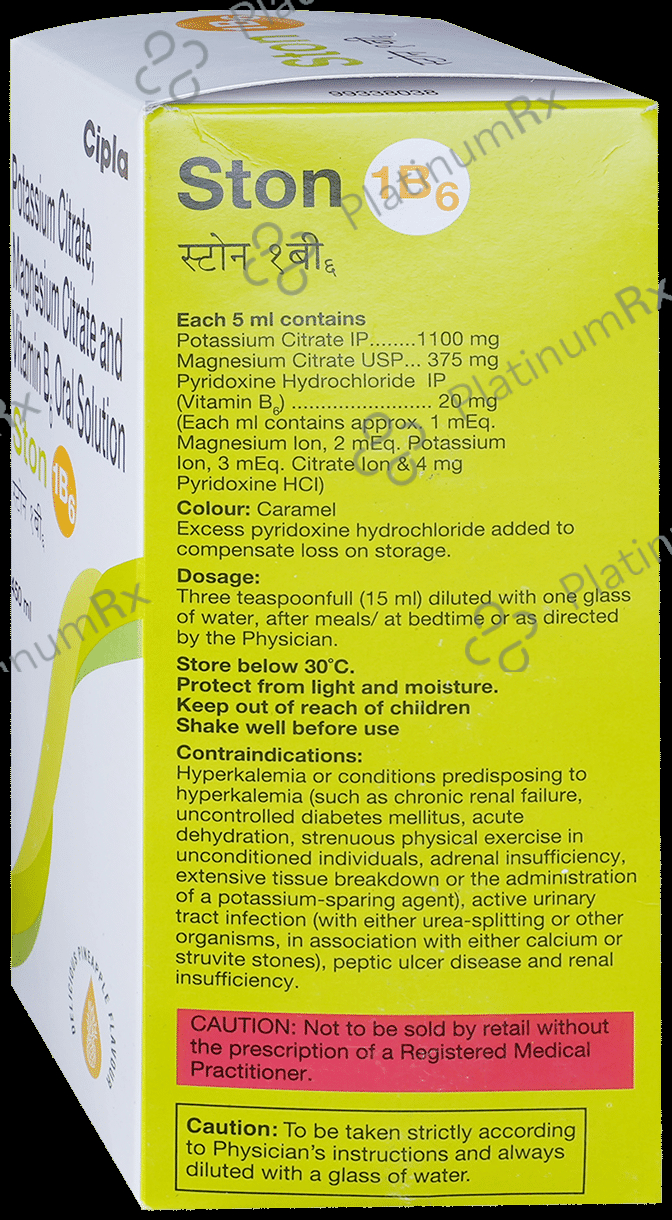 Ston
99338038
Cipla
Potassium Citrate,
Magnesium Citrate and
Vitamin B6 Oral Solution
Ston 1B6
स्टोन १बी६
450 ml
DELICIOUS PINEAPPLE FLAVOUR
Ston 1B6
स्टोन १बी६
Each 5 ml contains
Potassium Citrate IP........1100 mg
Magnesium Citrate USP... 375 mg
Pyridoxine Hydrochloride IP
(Vitamin B6) ....................... 20 mg
(Each ml contains approx. 1 mEq.
Magnesium Ion, 2 mEq. Potassium
Ion, 3 mEq. Citrate Ion & 4 mg
Pyridoxine HCl)
Colour: Caramel
Excess pyridoxine hydrochloride added to
compensate loss on storage.
Dosage:
Three teaspoonfull (15 ml) diluted with one glass
of water, after meals/ at bedtime or as directed
by the Physician.
Store below 30°C.
Protect from light and moisture.
Keep out of reach of children
Shake well before use
Contraindications:
Hyperkalemia or conditions predisposing to
hyperkalemia (such as chronic renal failure,
uncontrolled diabetes mellitus, acute
dehydration, strenuous physical exercise in
unconditioned individuals, adrenal insufficiency,
extensive tissue breakdown or the administration
of a potassium-sparing agent), active urinary
tract infection (with either urea-splitting or other
organisms, in association with either calcium or
struvite stones), peptic ulcer disease and renal
insufficiency.
CAUTION: Not to be sold by retail without
the prescription of a Registered Medical
Practitioner.
Caution: To be taken strictly according
to Physician's instructions and always
diluted with a glass of water.
PlatinumRx
PlatinumRx
PlatinumRx
PlatinumRx